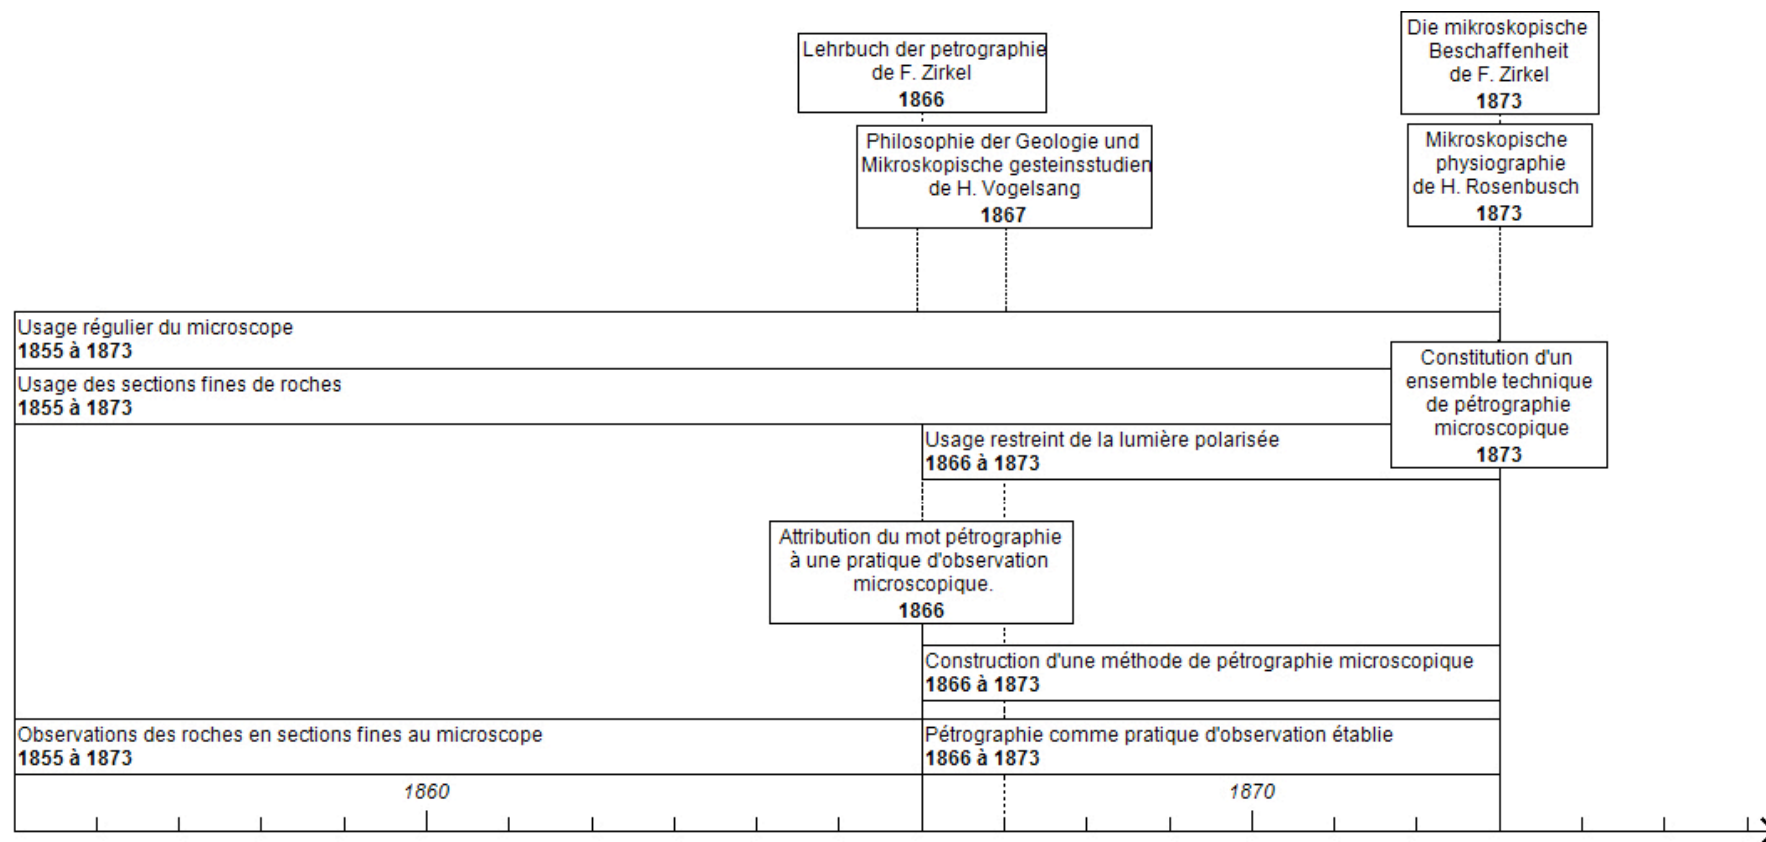 Lehrbuch der petrographie
de F. Zirkel
1866
Die mikroskopische
Beschaffenheit
de F. Zirkel
1873
Philosophie der Geologie und
Mikroskopische gesteinsstudien
de H. Vogelsang
1867
Mikroskopische
physiographie
de H. Rosenbusch
1873
Usage régulier du microscope
1855 à 1873
Usage des sections fines de roches
1855 à 1873
Constitution d'un
ensemble technique
de pétrographie
microscopique
1873
Usage restreint de la lumière polarisée
1866 à 1873
Attribution du mot pétrographie
à une pratique d'observation
microscopique.
1866
Construction d'une méthode de pétrographie microscopique
1866 à 1873
Observations des roches en sections fines au microscope
1855 à 1873
Pétrographie comme pratique d'observation établie
1866 à 1873
1860
1870